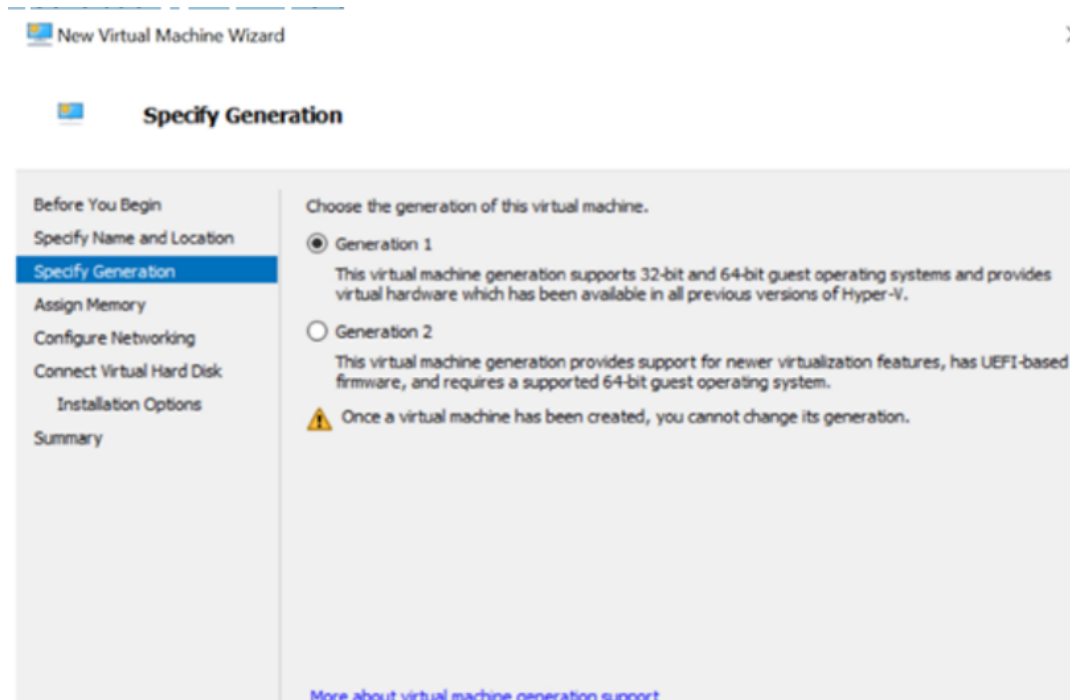 New Virtual Machine Wizard
Specify Generation
Before You Begin
Specify Name and Location
Specify Generation
Assign Memory
Configure Networking
Connect Virtual Hard Disk
Installation Options
Summary
Choose the generation of this virtual machine.
Generation 1
This virtual machine generation supports 32-bit and 64-bit guest operating systems and provides
virtual hardware which has been available in all previous versions of Hyper-V.
Generation 2
This virtual machine generation provides support for newer virtualization features, has UEFI-based
firmware, and requires a supported 64-bit guest operating system.
Once a virtual machine has been created, you cannot change its generation.
More about virtual machine generation support